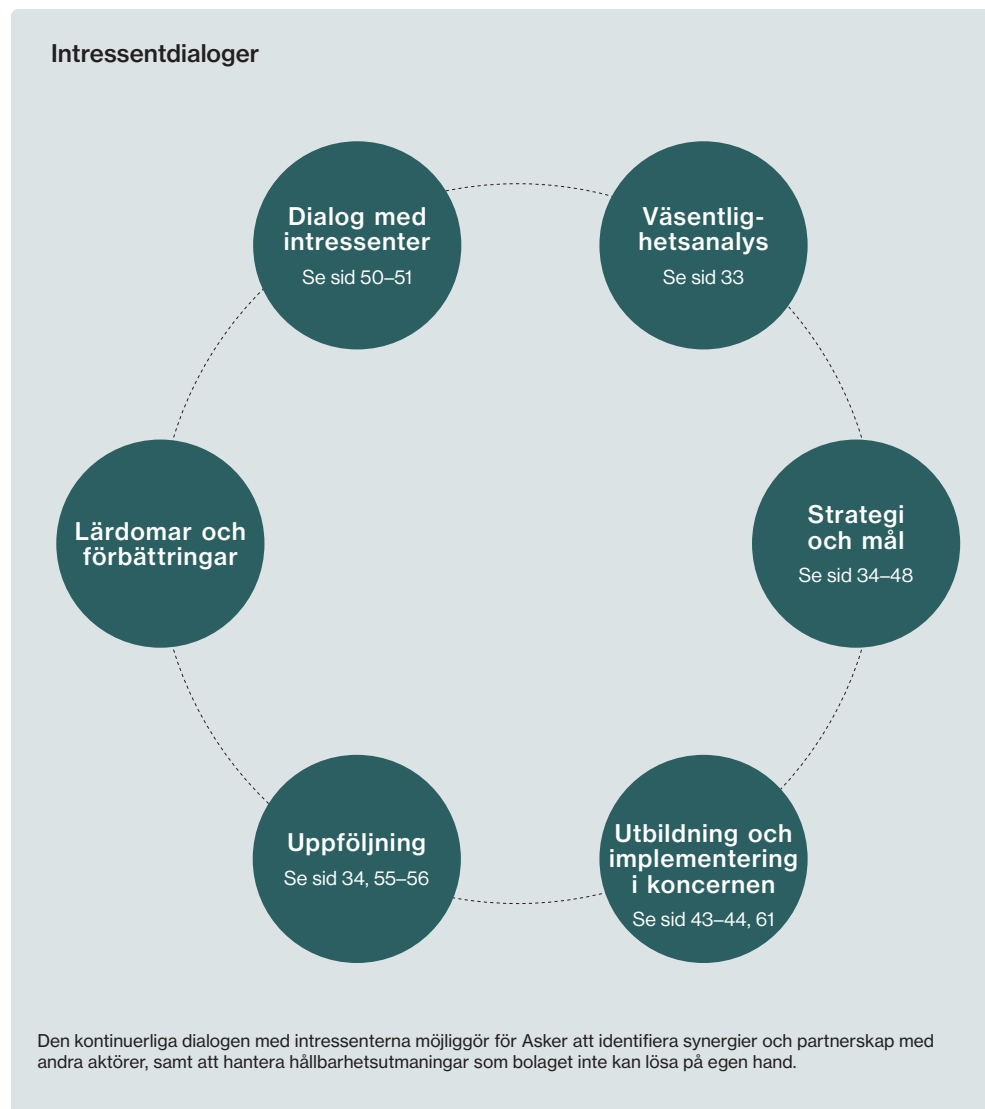 Intressentdialoger
Dialog med
intressenter
Se sid 50–51
Väsentlig-
hetsanalys
Se sid 33
Strategi
och mål
Se sid 34–48
Utbildning och
implementering
i koncernen
Se sid 43–44, 61
Uppföljning
Se sid 34, 55–56
Lärdomar och
förbättringar
Den kontinuerliga dialogen med intressenterna möjliggör för Asker att identifiera synergier och partnerskap med
andra aktörer, samt att hantera hållbarhetsutmaningar som bolaget inte kan lösa på egen hand.